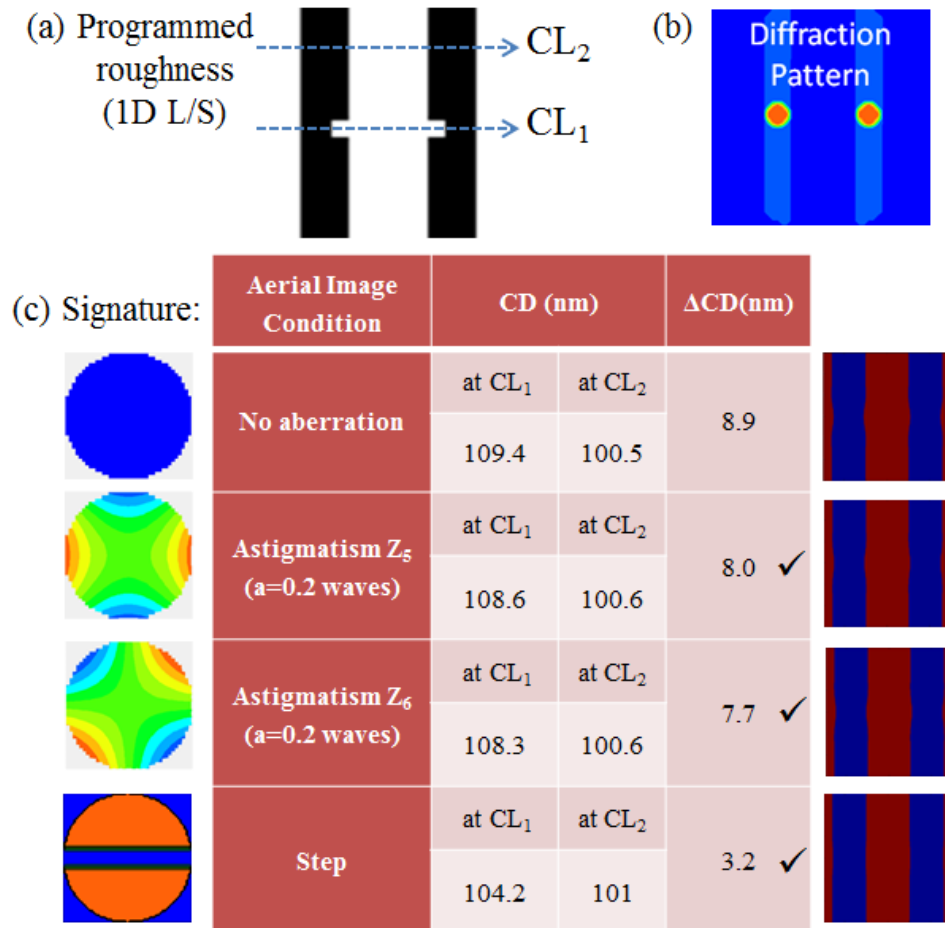 (a) Programmed
roughness
(1D L/S)
CL₂
CL₁
(b)
Diffraction
Pattern
(c) Signature:
Aerial Image
Condition
CD (nm)
ΔCD(nm)
No aberration
at CL₁
at CL₂
109.4
100.5
8.9
Astigmatism Z₅
(a=0.2 waves)
at CL₁
at CL₂
108.6
100.6
8.0 ✓
Astigmatism Z₆
(a=0.2 waves)
at CL₁
at CL₂
108.3
100.6
7.7 ✓
Step
at CL₁
at CL₂
104.2
101
3.2 ✓